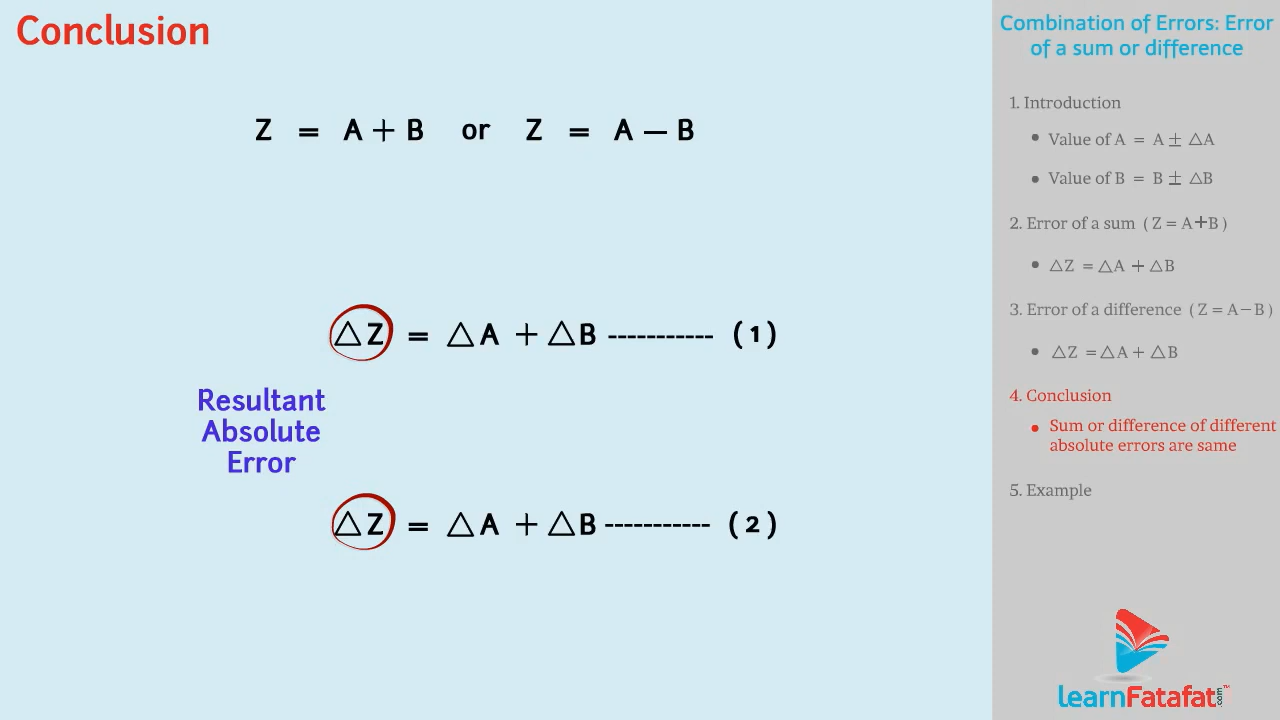 Conclusion
Z = A + B or Z = A − B
△Z = △A + △B ----------- (1)
Resultant
Absolute
Error
△Z = △A + △B ----------- (2)
Combination of Errors: Error
of a sum or difference
1. Introduction
• Value of A = A ± △A
• Value of B = B ± △B
2. Error of a sum ( Z = A+B )
• △Z = △A + △B
3. Error of a difference ( Z = A−B )
• △Z = △A + △B
4. Conclusion
• Sum or difference of different
absolute errors are same
5. Example
learnFatafat.com™